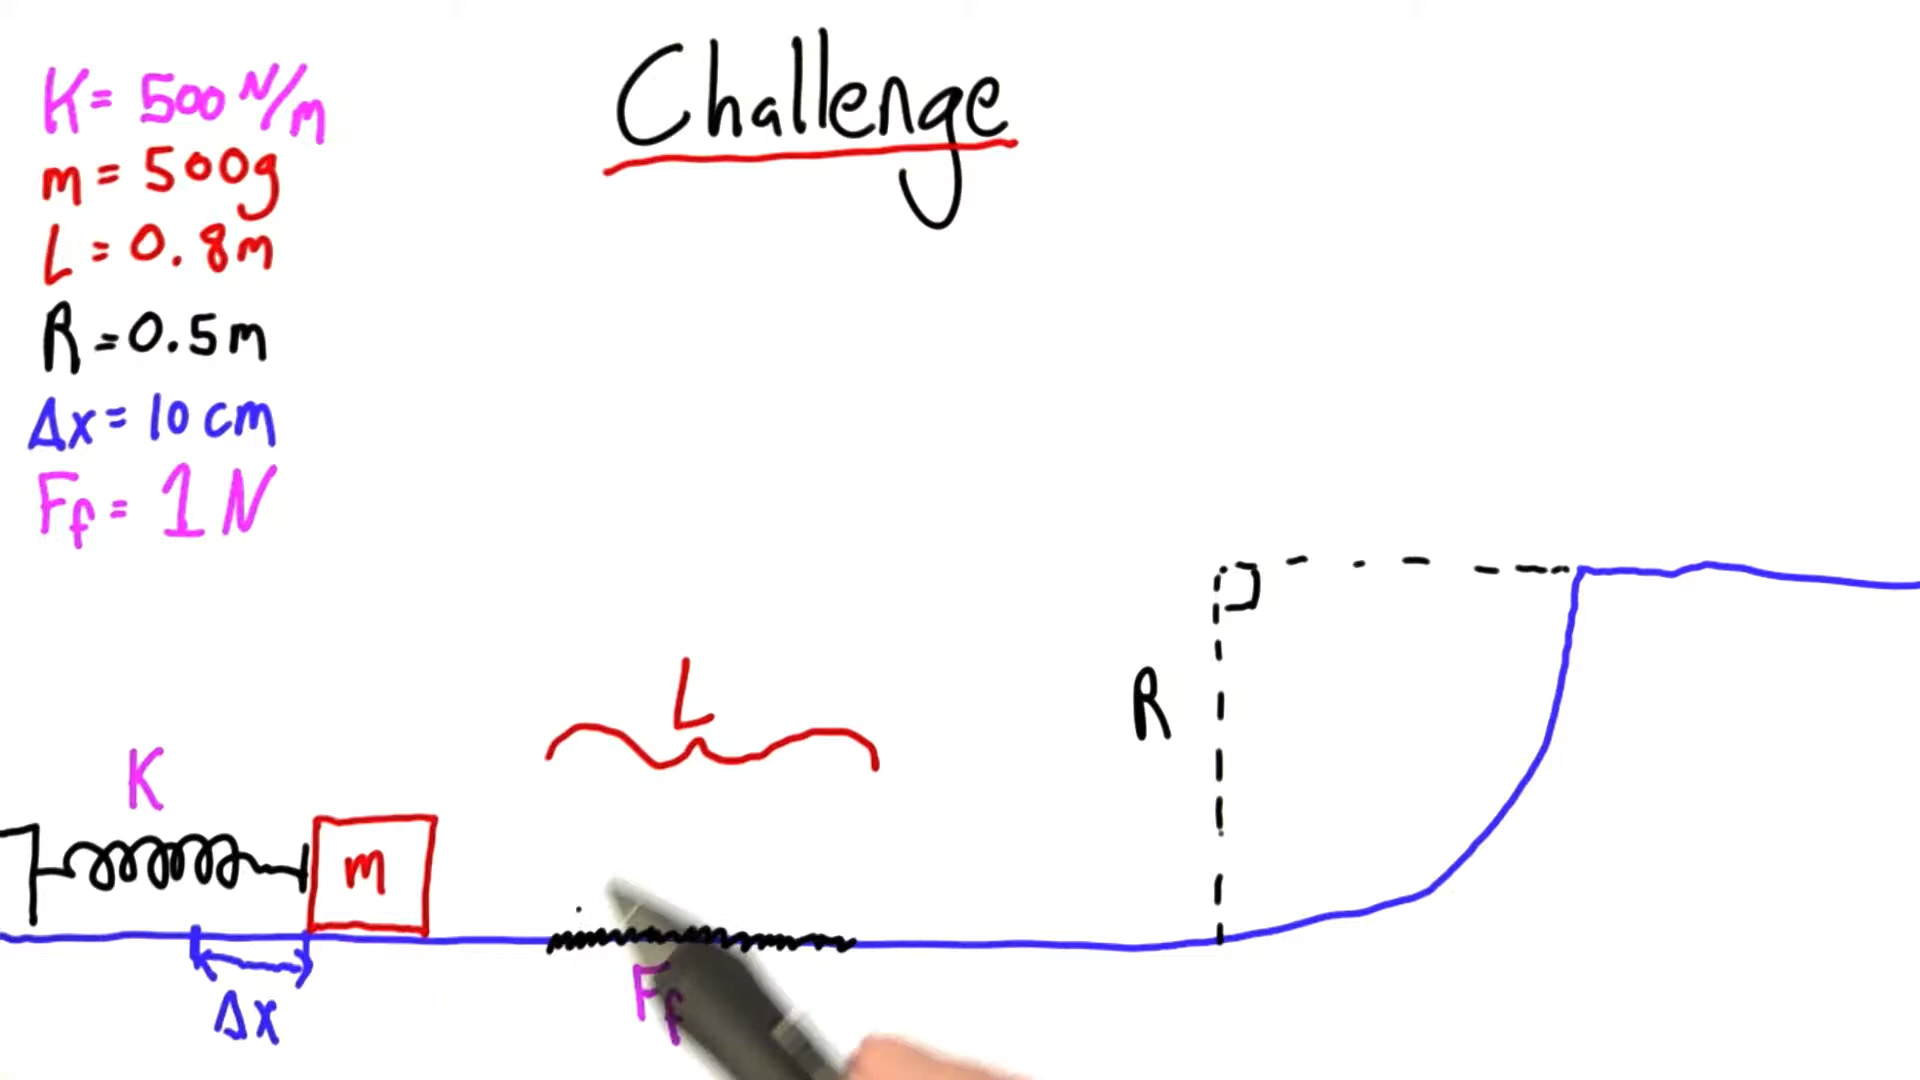 Challenge
K = 500 N/m
m = 500g
L = 0.8m
R = 0.5m
Δx = 10 cm
Ff = 1 N
L
R
K
m
Ff
Δx